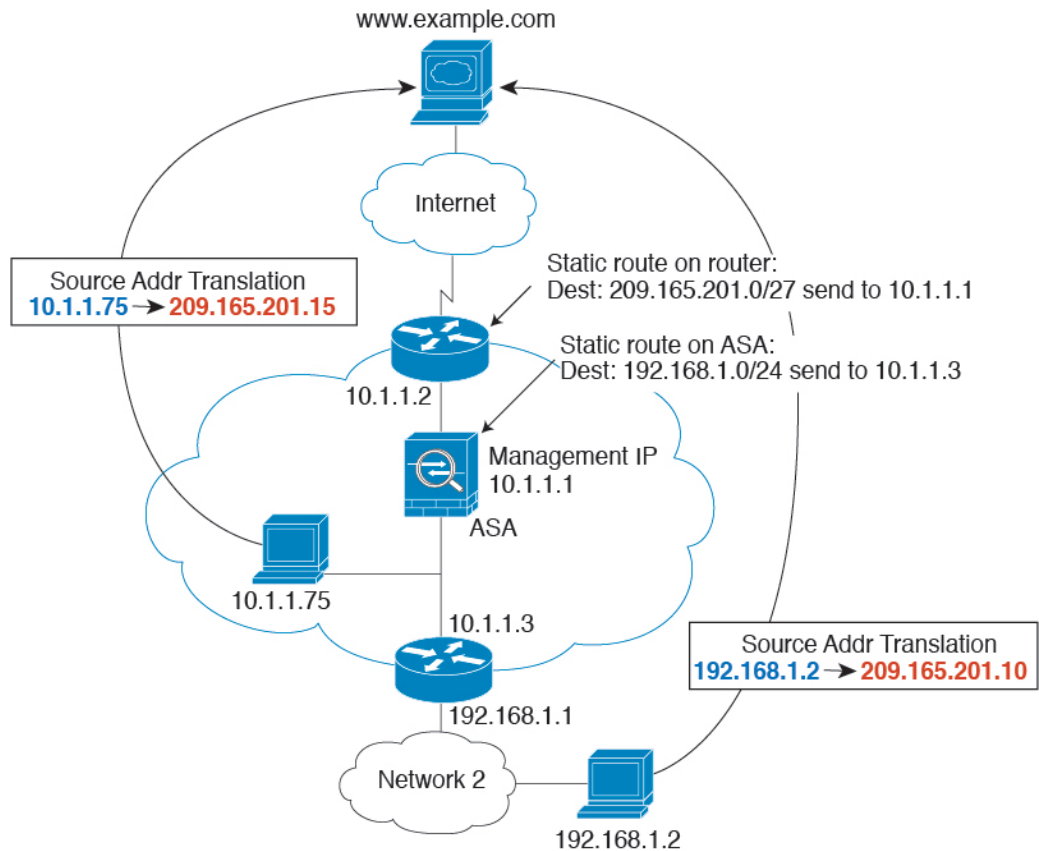 www.example.com
Internet
Static route on router:
Dest: 209.165.201.0/27 send to 10.1.1.1
Source Addr Translation
10.1.1.75 → 209.165.201.15
Static route on ASA:
Dest: 192.168.1.0/24 send to 10.1.1.3
10.1.1.2
Management IP
10.1.1.1
ASA
10.1.1.75
10.1.1.3
Source Addr Translation
192.168.1.2 → 209.165.201.10
192.168.1.1
Network 2
192.168.1.2